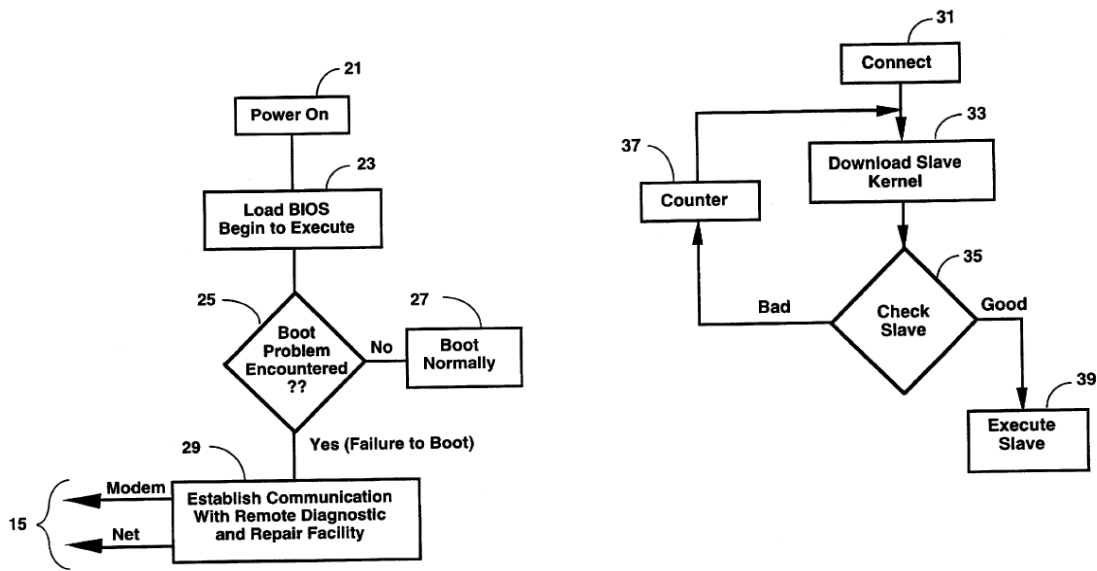 21
Power On
23
Load BIOS
Begin to Execute
25
Boot
Problem
Encountered
??
No
27
Boot
Normally
Yes (Failure to Boot)
29
Establish Communication
With Remote Diagnostic
and Repair Facility
Modem
Net
15
31
Connect
33
Download Slave
Kernel
37
Counter
35
Check
Slave
Bad
Good
39
Execute
Slave